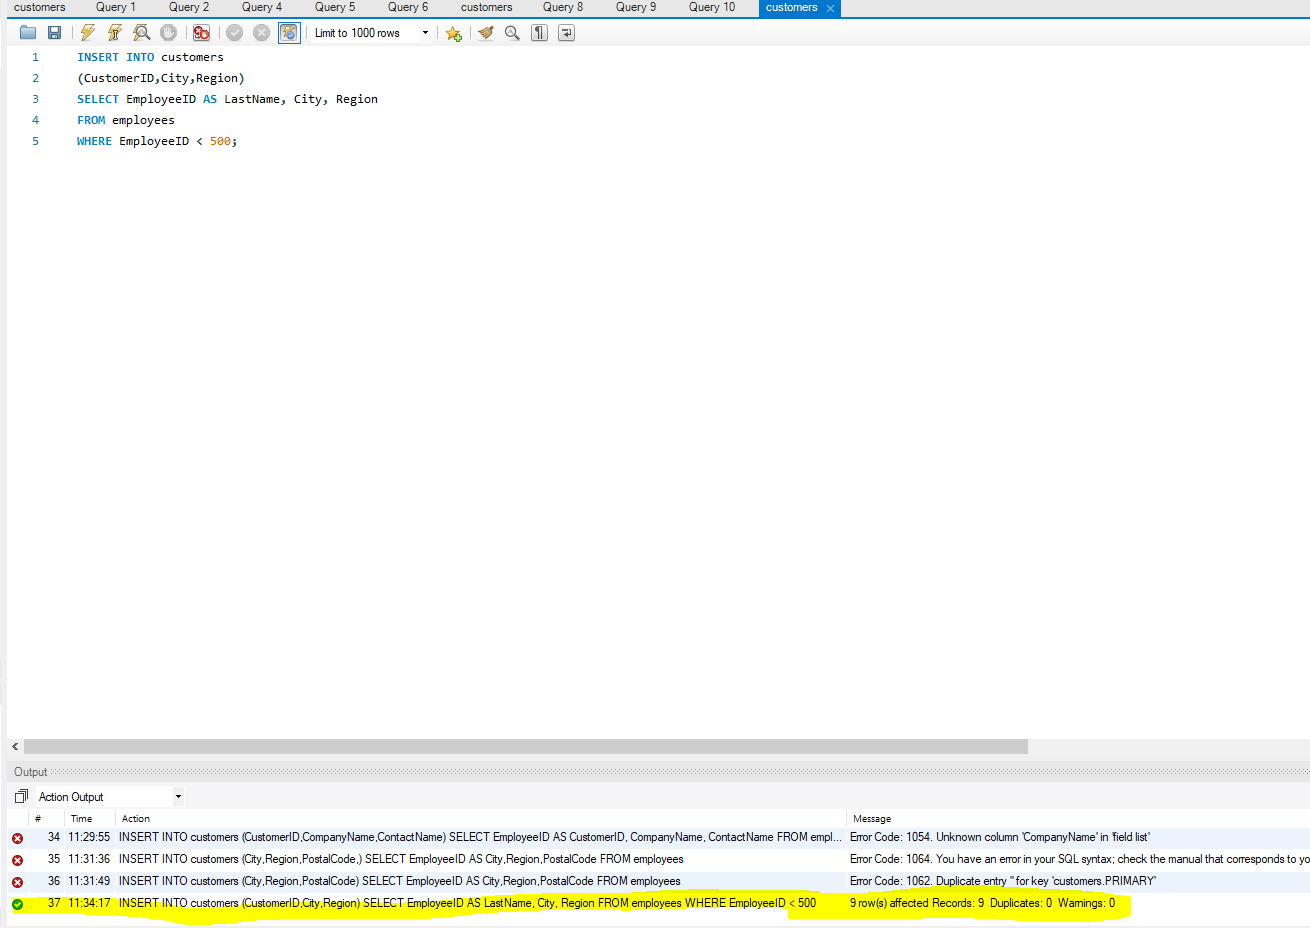 customers Query 1 Query 2 Query 4 Query 5 Query 6 customers Query 8 Query 9 Query 10 customers
Limit to 1000 rows
1 INSERT INTO customers
2 (CustomerID,City,Region)
3 SELECT EmployeeID AS LastName, City, Region
4 FROM employees
5 WHERE EmployeeID < 500;
Output
Action Output
# Time Action Message
34 11:29:55 INSERT INTO customers (CustomerID,CompanyName,ContactName) SELECT EmployeeID AS CustomerID, CompanyName, ContactName FROM empl... Error Code: 1054. Unknown column 'CompanyName' in 'field list'
35 11:31:36 INSERT INTO customers (City,Region,PostalCode,) SELECT EmployeeID AS City,Region,PostalCode FROM employees Error Code: 1064. You have an error in your SQL syntax; check the manual that corresponds to yo
36 11:31:49 INSERT INTO customers (City,Region,PostalCode) SELECT EmployeeID AS City,Region,PostalCode FROM employees Error Code: 1062. Duplicate entry '' for key 'customers.PRIMARY'
37 11:34:17 INSERT INTO customers (CustomerID,City,Region) SELECT EmployeeID AS LastName, City, Region FROM employees WHERE EmployeeID < 500 9 row(s) affected Records: 9 Duplicates: 0 Warnings: 0